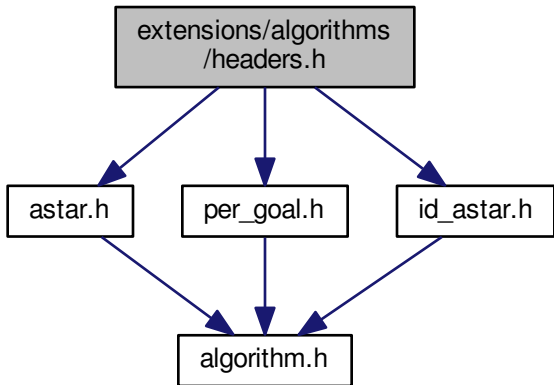 extensions/algorithms
/headers.h
astar.h
per_goal.h
id_astar.h
algorithm.h